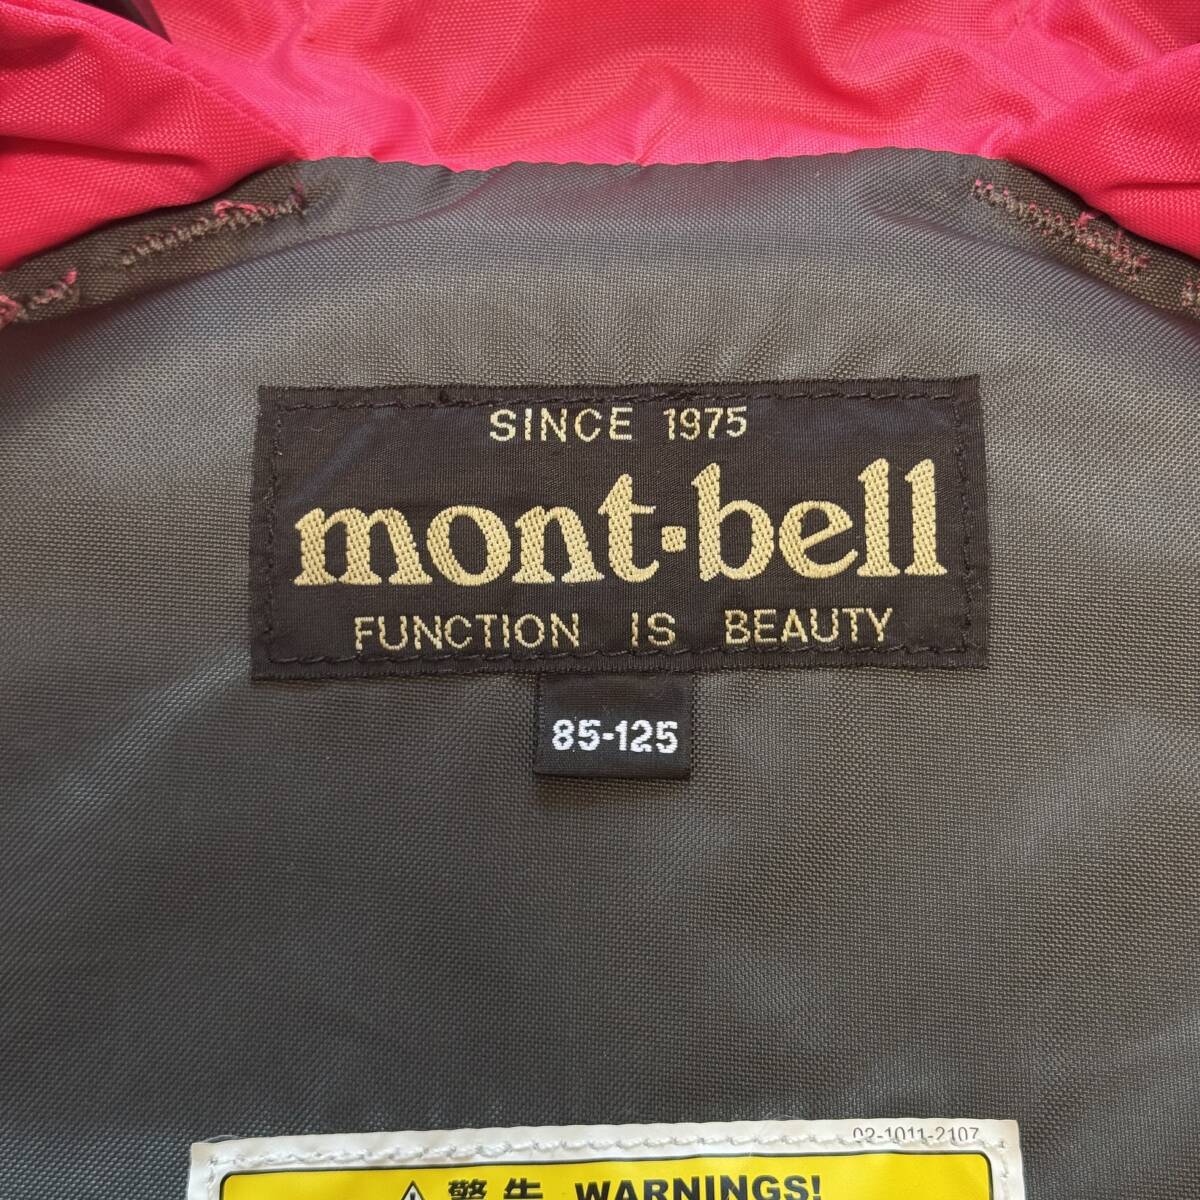 SINCE 1975
mont·bell
FUNCTION IS BEAUTY
85-125
02-1011-2107
⚠ 警告 WARNINGS!